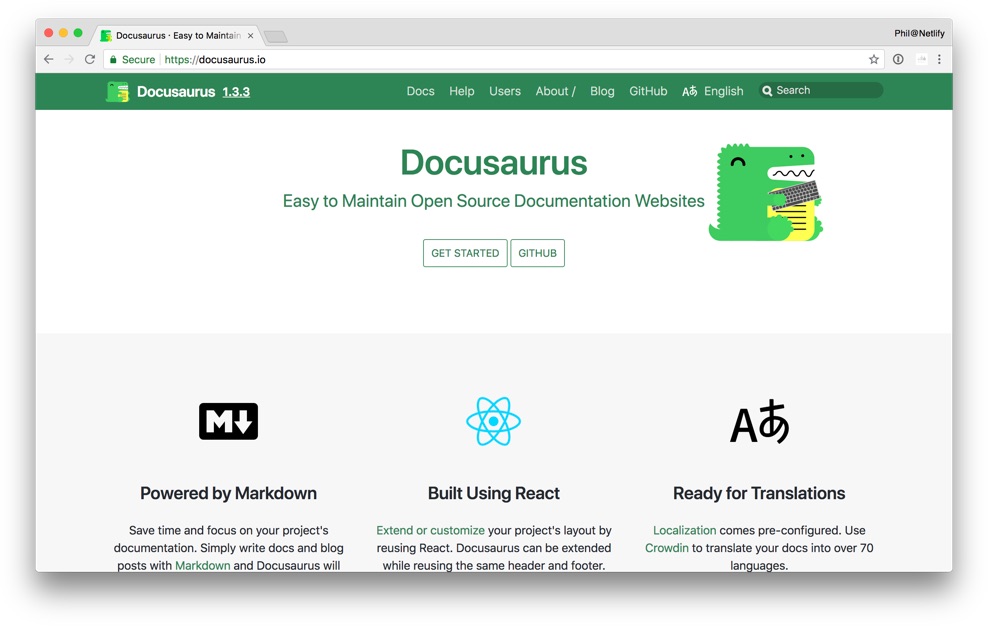 Docusaurus · Easy to Maintain
Phil@Netlify
Secure https://docusaurus.io
Docusaurus 1.3.3 Docs Help Users About / Blog GitHub Aあ English Search
Docusaurus
Easy to Maintain Open Source Documentation Websites
GET STARTED GITHUB
M Aあ
Powered by Markdown Built Using React Ready for Translations
Save time and focus on your project's
documentation. Simply write docs and blog
posts with Markdown and Docusaurus will
Extend or customize your project's layout by
reusing React. Docusaurus can be extended
while reusing the same header and footer.
Localization comes pre-configured. Use
Crowdin to translate your docs into over 70
languages.